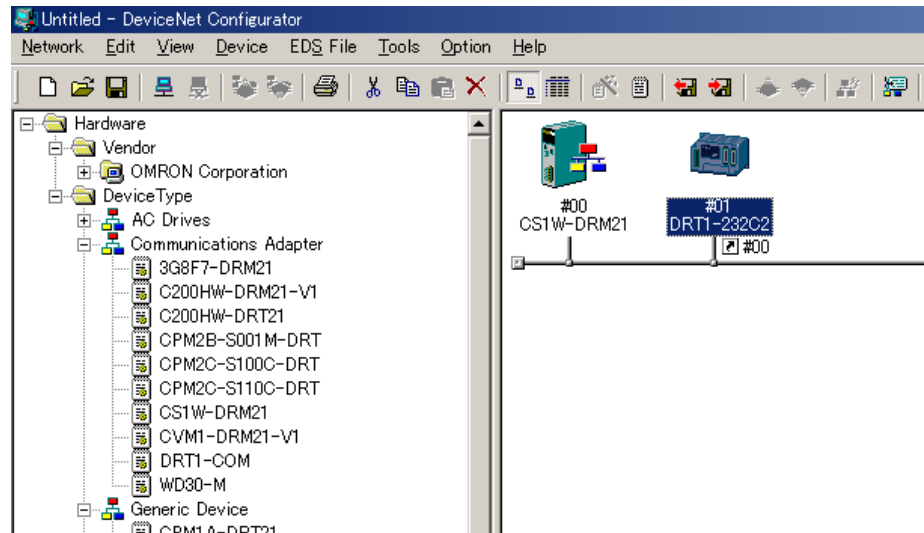 Untitled - DeviceNet Configurator
Network Edit View Device EDS File Tools Option Help
Hardware
Vendor
OMRON Corporation
DeviceType
AC Drives
Communications Adapter
3G8F7-DRM21
C200HW-DRM21-V1
C200HW-DRT21
CPM2B-S001M-DRT
CPM2C-S100C-DRT
CPM2C-S110C-DRT
CS1W-DRM21
CVM1-DRM21-V1
DRT1-COM
WD30-M
Generic Device
CPM1A-DRT21
#00
CS1W-DRM21
#01
DRT1-232C2
#00